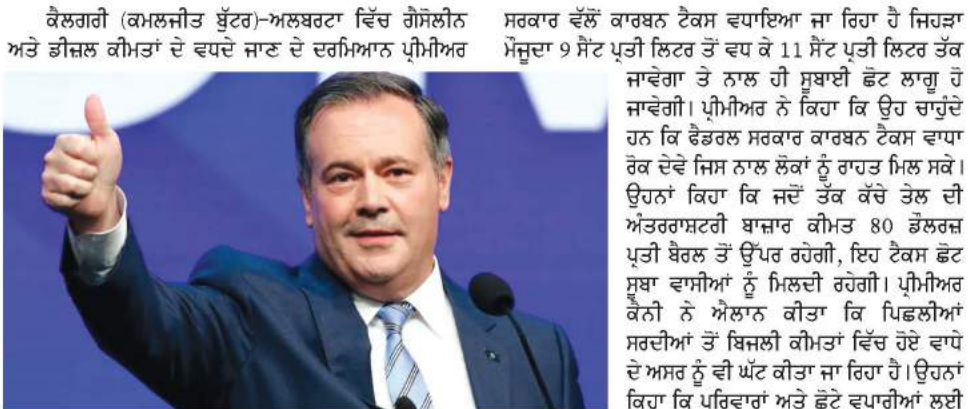 ਕੈਲਗਰੀ (ਕਮਲਜੀਤ ਬੁੱਟਰ)-ਅਲਬਰਟਾ ਵਿੱਚ ਗੈਸੋਲੀਨ
ਅਤੇ ਡੀਜ਼ਲ ਕੀਮਤਾਂ ਦੇ ਵਧਦੇ ਜਾਣ ਦੇ ਦਰਮਿਆਨ ਪ੍ਰੀਮੀਅਰ
ਸਰਕਾਰ ਵੱਲੋਂ ਕਾਰਬਨ ਟੈਕਸ ਵਧਾਇਆ ਜਾ ਰਿਹਾ ਹੈ ਜਿਹੜਾ
ਮੌਜੂਦਾ 9 ਸੈਂਟ ਪ੍ਰਤੀ ਲਿਟਰ ਤੋਂ ਵਧ ਕੇ 11 ਸੈਂਟ ਪ੍ਰਤੀ ਲਿਟਰ ਤੱਕ
ਜਾਵੇਗਾ ਤੇ ਨਾਲ ਹੀ ਸੂਬਾਈ ਛੋਟ ਲਾਗੂ ਹੋ
ਜਾਵੇਗੀ। ਪ੍ਰੀਮੀਅਰ ਨੇ ਕਿਹਾ ਕਿ ਉਹ ਚਾਹੁੰਦੇ
ਹਨ ਕਿ ਫੈਡਰਲ ਸਰਕਾਰ ਕਾਰਬਨ ਟੈਕਸ ਵਾਧਾ
ਰੋਕ ਦੇਵੇ ਜਿਸ ਨਾਲ ਲੋਕਾਂ ਨੂੰ ਰਾਹਤ ਮਿਲ ਸਕੇ।
ਉਹਨਾਂ ਕਿਹਾ ਕਿ ਜਦੋਂ ਤੱਕ ਕੱਚੇ ਤੇਲ ਦੀ
ਅੰਤਰਰਾਸ਼ਟਰੀ ਬਾਜ਼ਾਰ ਕੀਮਤ 80 ਡੌਲਰਜ਼
ਪ੍ਰਤੀ ਬੈਰਲ ਤੋਂ ਉੱਪਰ ਰਹੇਗੀ, ਇਹ ਟੈਕਸ ਛੋਟ
ਸੂਬਾ ਵਾਸੀਆਂ ਨੂੰ ਮਿਲਦੀ ਰਹੇਗੀ। ਪ੍ਰੀਮੀਅਰ
ਕੈਨੀ ਨੇ ਐਲਾਨ ਕੀਤਾ ਕਿ ਪਿਛਲੀਆਂ
ਸਰਦੀਆਂ ਤੋਂ ਬਿਜਲੀ ਕੀਮਤਾਂ ਵਿੱਚ ਹੋਏ ਵਾਧੇ
ਦੇ ਅਸਰ ਨੂੰ ਵੀ ਘੱਟ ਕੀਤਾ ਜਾ ਰਿਹਾ ਹੈ। ਉਹਨਾਂ
ਕਿਹਾ ਕਿ ਪਰਿਵਾਰਾਂ ਅਤੇ ਛੋਟੇ ਵਪਾਰੀਆਂ ਲਈ